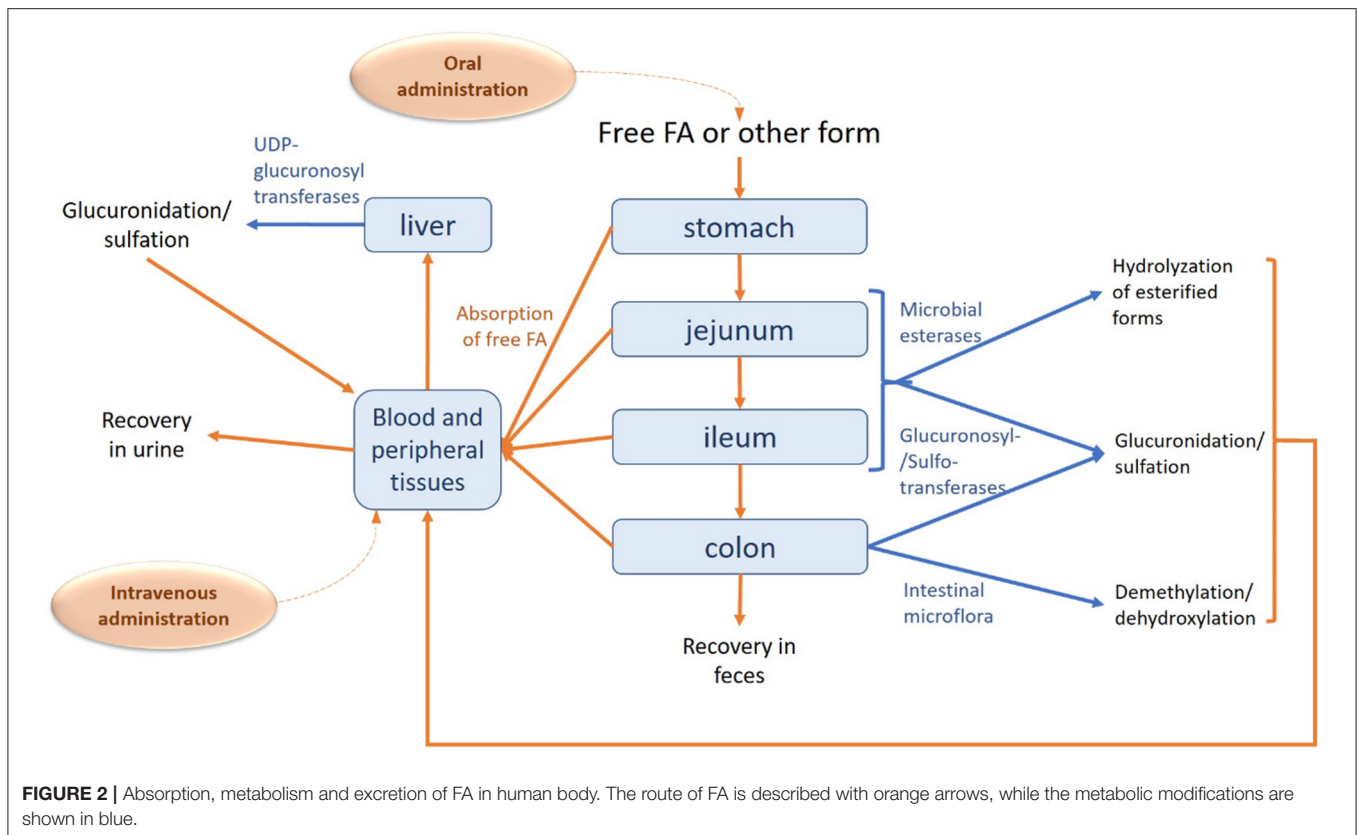 Oral
administration
Free FA or other form
UDP-
glucuronosyl
transferases
Glucuronidation/
sulfation
liver
stomach
Absorption
of free FA
jejunum
Microbial
esterases
Hydrolyzation
of esterified
forms
Recovery
in urine
Blood and
peripheral
tissues
ileum
Glucuronosyl-
/Sulfo-
transferases
Glucuronidation/
sulfation
colon
Intravenous
administration
Intestinal
microflora
Demethylation/
dehydroxylation
Recovery in
feces
FIGURE 2 | Absorption, metabolism and excretion of FA in human body. The route of FA is described with orange arrows, while the metabolic modifications are
shown in blue.